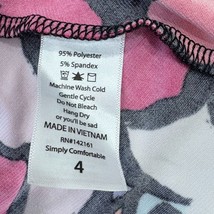 95% Polyester
5% Spandex
Machine Wash Cold
Gentle Cycle
Do Not Bleach
Hang Dry
or you'll be sad
MADE IN VIETNAM
RN#142161
Simply Comfortable
4